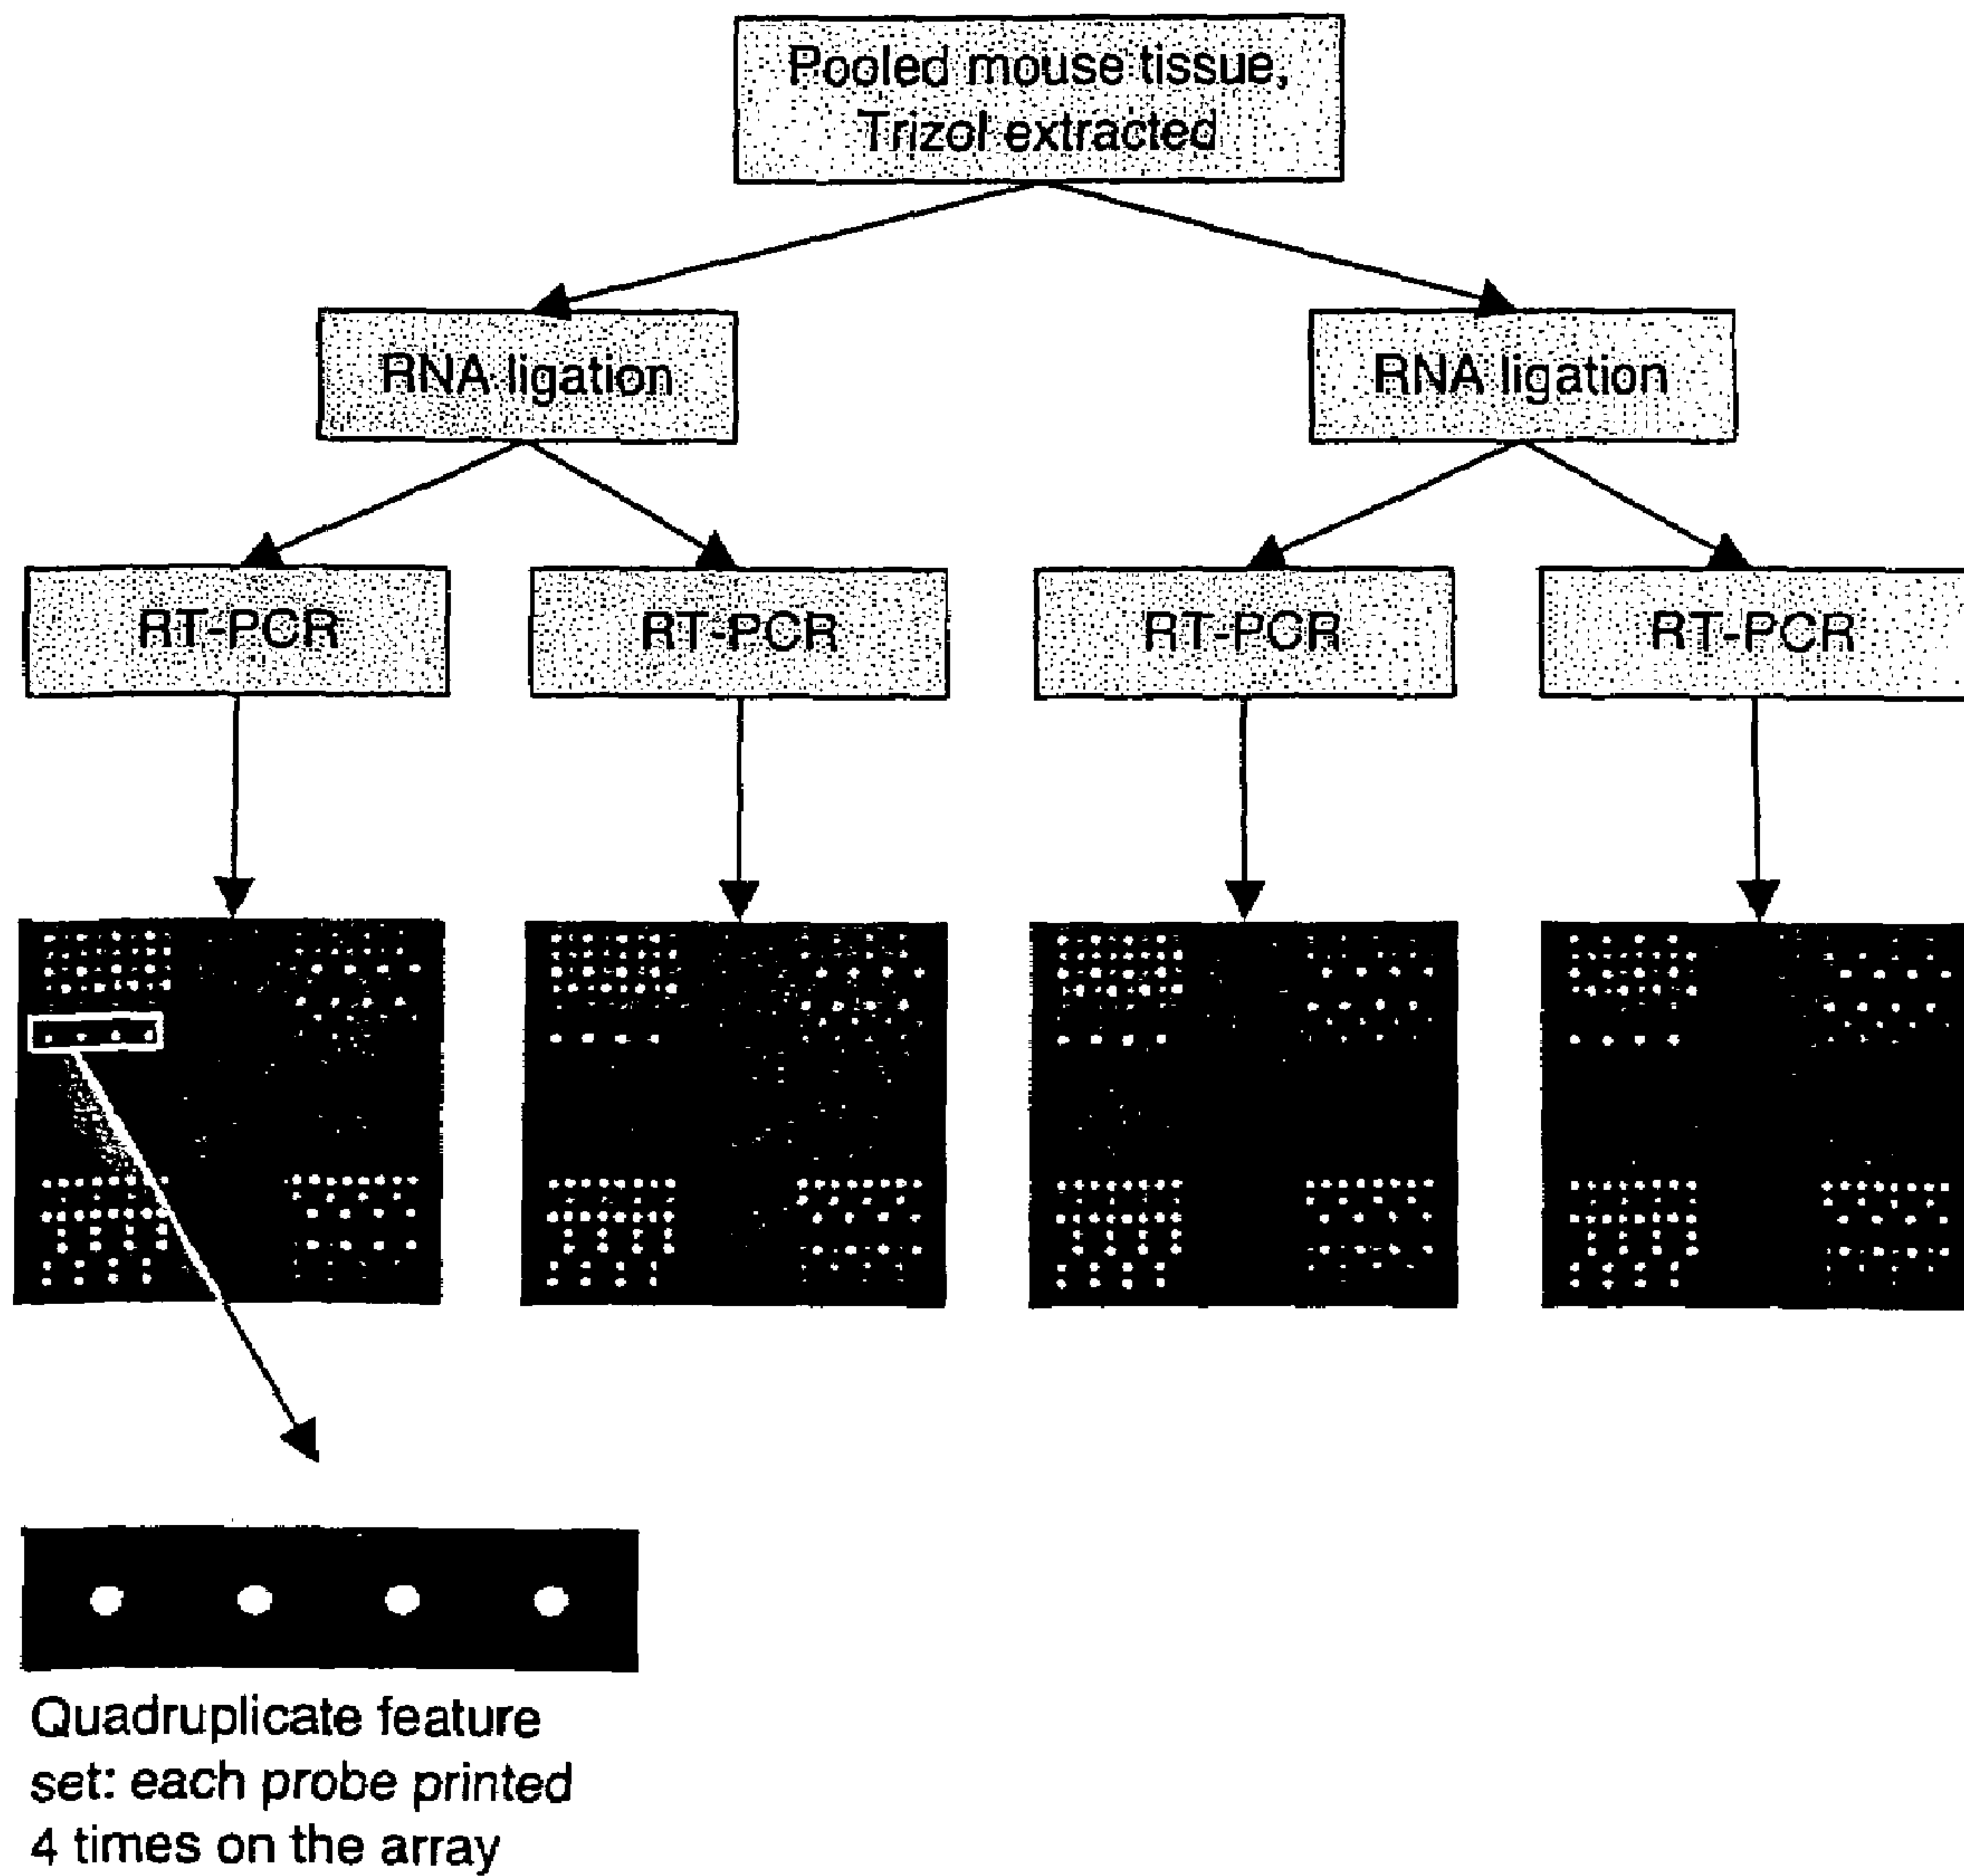 Pooled mouse tissue,
Trizol extracted
RNA ligation
RNA ligation
RT-PCR
RT-PCR
RT-PCR
RT-PCR
Quadruplicate feature
set: each probe printed
4 times on the array